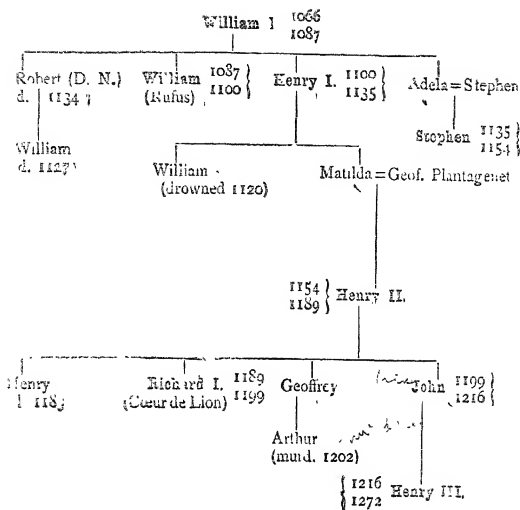 William I 1066
1087
Robert (D. N.) William 1087 Henry I. 1100 Adela=Stephen
d. 1134 (Rufus) 1100 1135
Stephen 1135
1154
William
d. 1127
William
(drowned 1120)
Matilda=Geof. Plantagenet
1154
1189 Henry II.
Henry Richard I. 1189 Geoffrey John 1199
(Cœur de Lion) 1199 1216
Arthur
(murd. 1202)
1216
1272 Henry III.